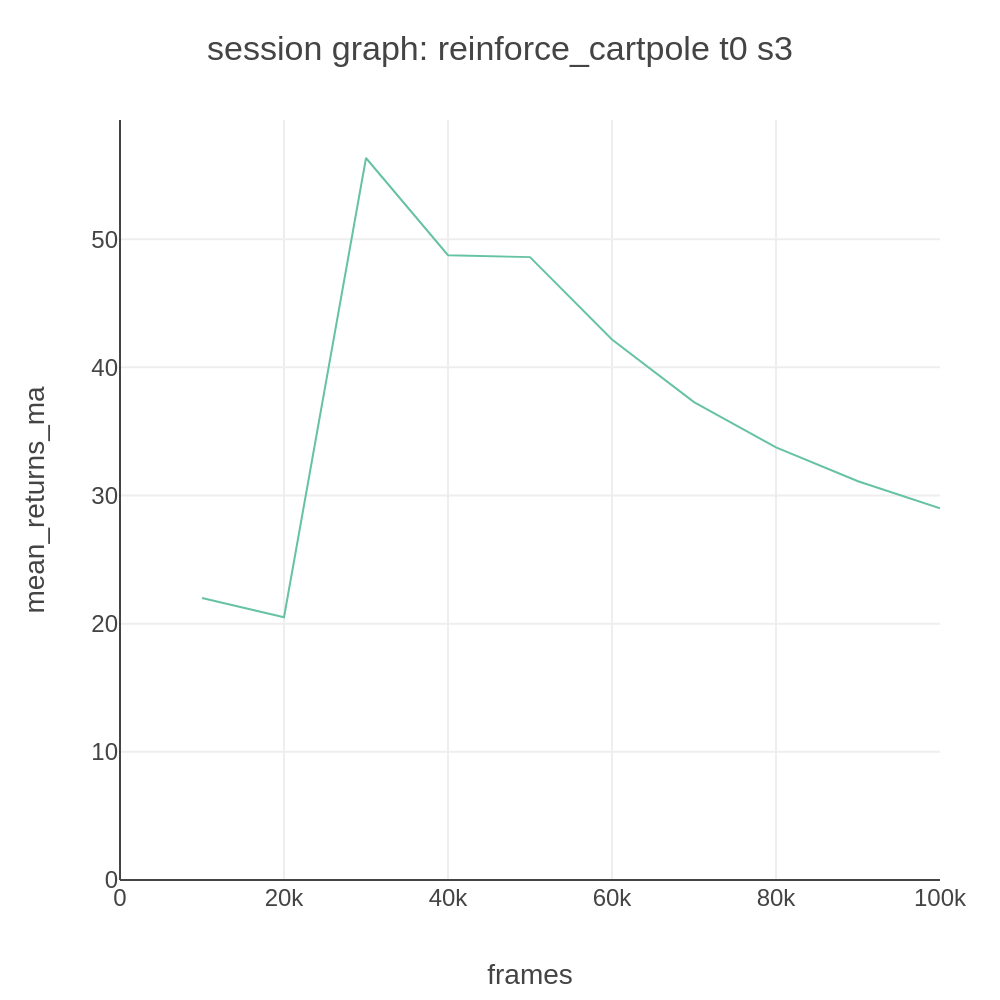 session graph: reinforce_cartpole t0 s3
mean_returns_ma
50
40
30
20
10
0
0
20k
40k
60k
80k
100k
frames